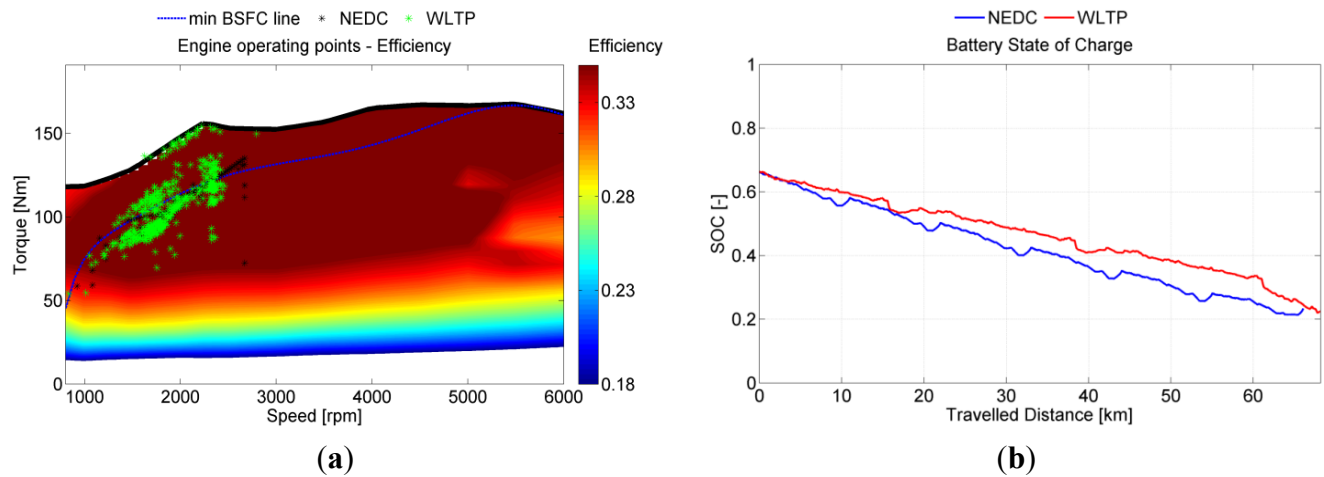 min BSFC line NEDC WLTP
Engine operating points - Efficiency
Efficiency
Torque [Nm]
150
100
50
0
1000 2000 3000 4000 5000 6000
Speed [rpm]
0.33
0.28
0.23
0.18
(a)
NEDC WLTP
Battery State of Charge
SOC [-]
1
0.8
0.6
0.4
0.2
0
0 10 20 30 40 50 60
Travelled Distance [km]
(b)